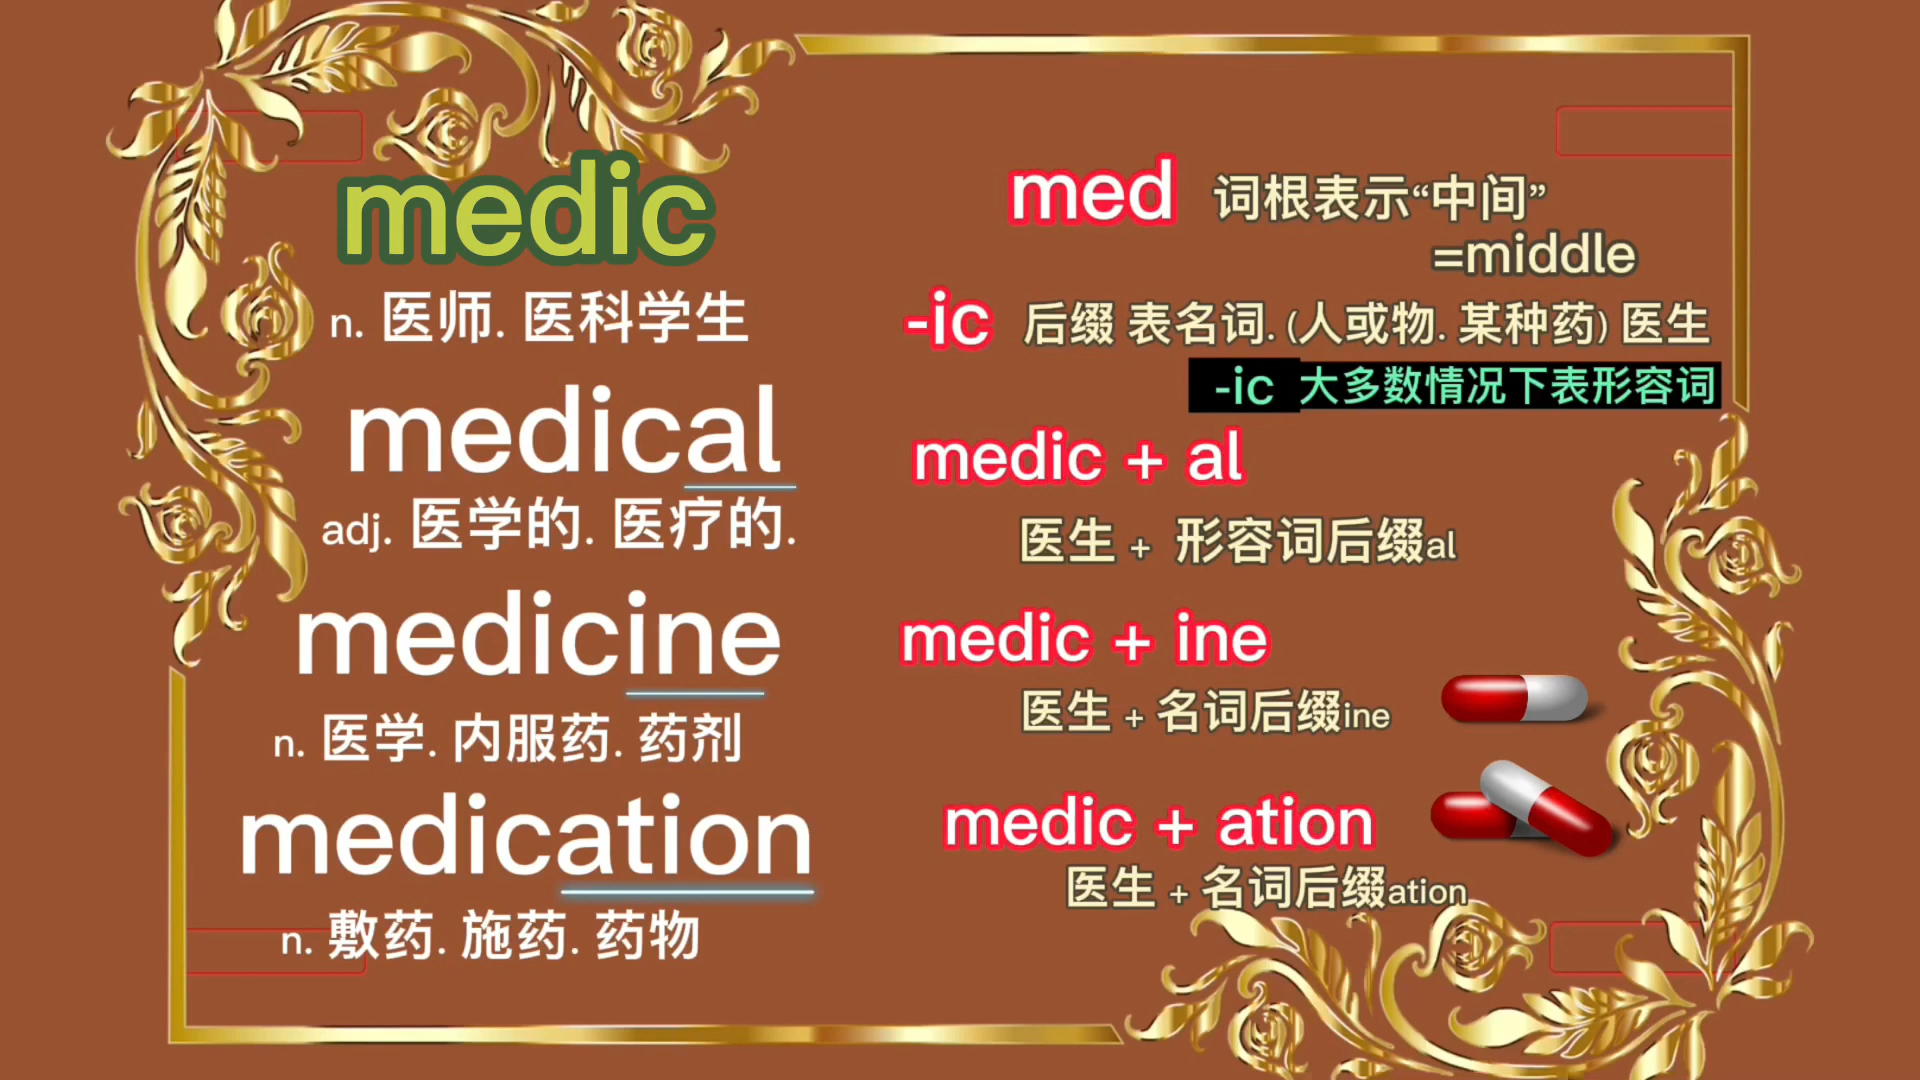 medic
n. 医师. 医科学生
medical
adj. 医学的. 医疗的.
medicine
n. 医学. 内服药. 药剂
medication
n. 敷药. 施药. 药物
med 词根表示“中间”
=middle
-ic 后缀 表名词. (人或物. 某种药) 医生
-ic 大多数情况下表形容词
medic + al
医生 + 形容词后缀al
medic + ine
医生 + 名词后缀ine
medic + ation
医生 + 名词后缀ation